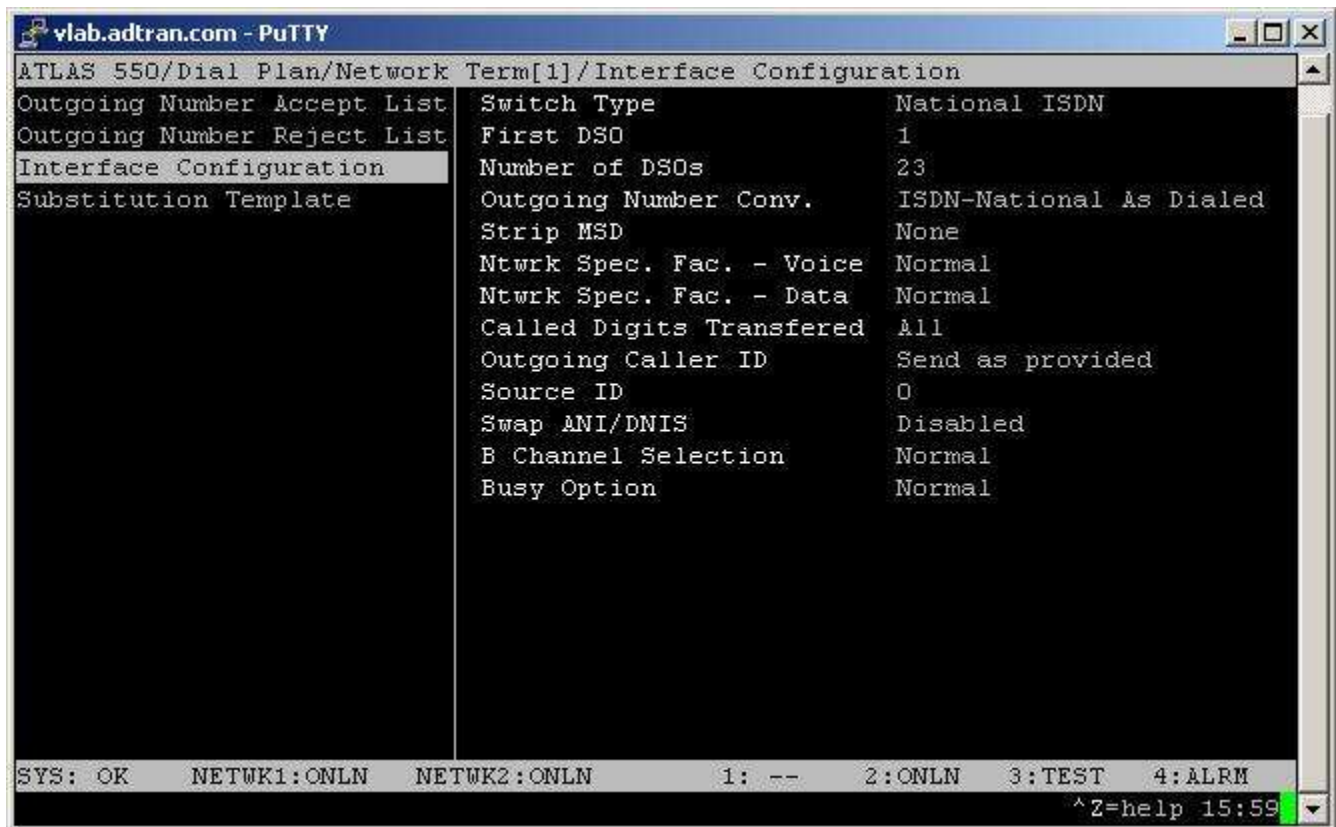 vlab.adtran.com - PuTTY
ATLAS 550/Dial Plan/Network Term[1]/Interface Configuration
Outgoing Number Accept List Switch Type National ISDN
Outgoing Number Reject List First DS0 1
Interface Configuration Number of DS0s 23
Substitution Template Outgoing Number Conv. ISDN-National As Dialed
Strip MSD None
Ntwrk Spec. Fac. - Voice Normal
Ntwrk Spec. Fac. - Data Normal
Called Digits Transfered All
Outgoing Caller ID Send as provided
Source ID 0
Swap ANI/DNIS Disabled
B Channel Selection Normal
Busy Option Normal
SYS: OK NETWK1:ONLN NETWK2:ONLN 1: -- 2:ONLN 3:TEST 4:ALRM
^Z=help 15:59